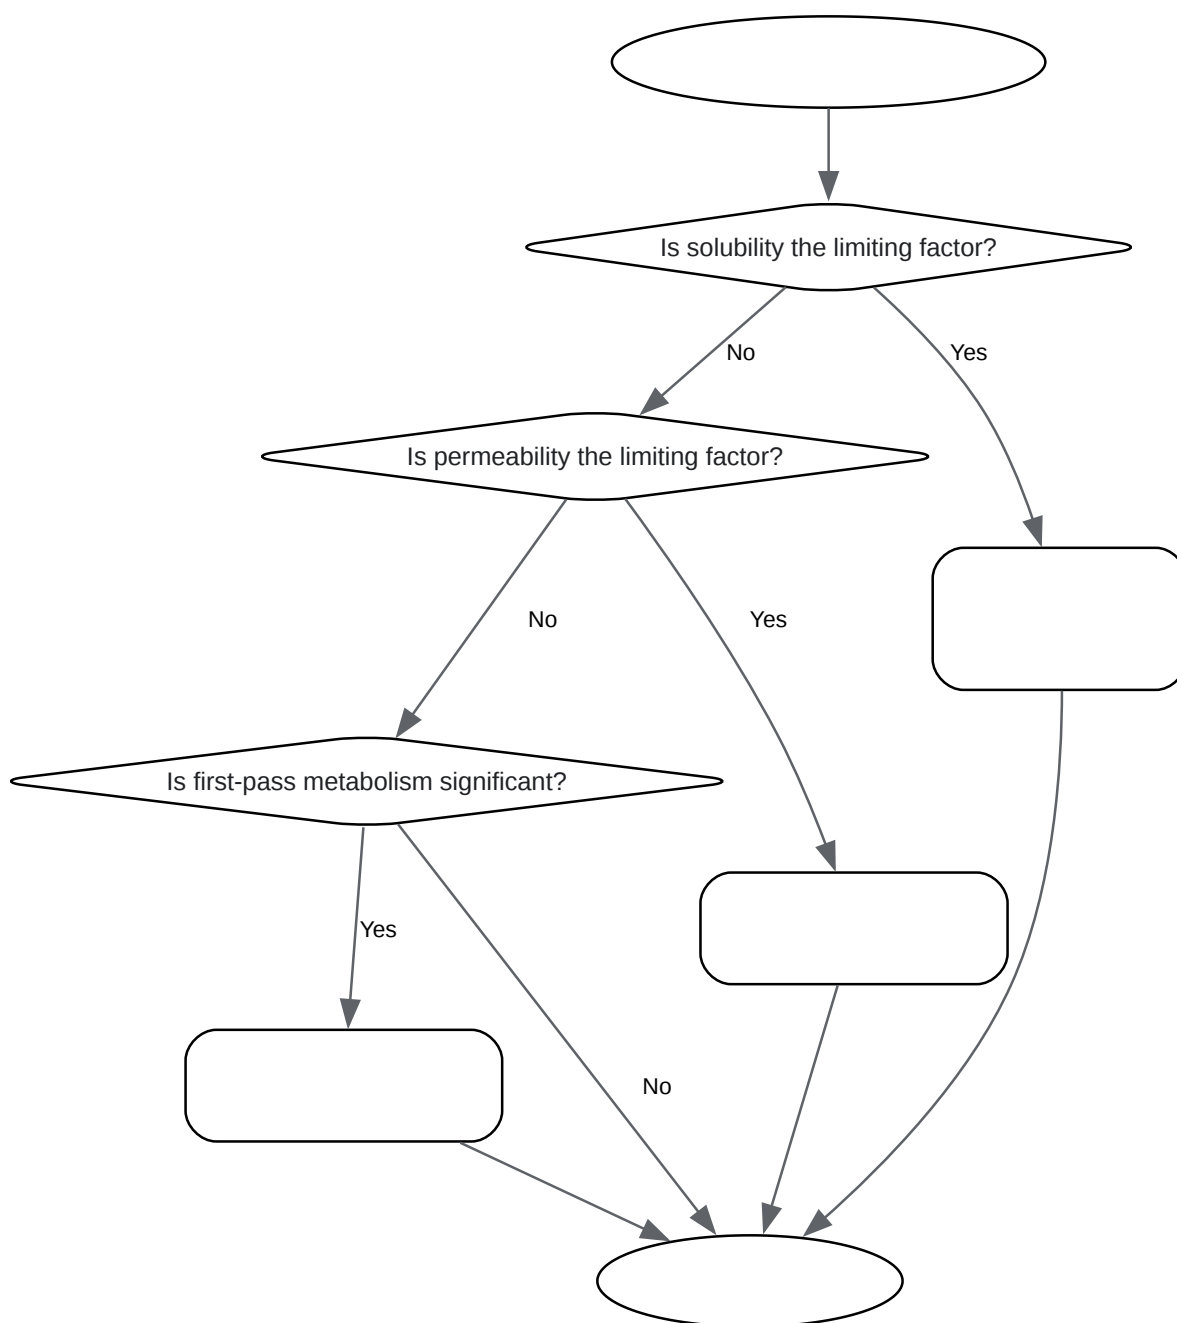 Is solubility the limiting factor?
No
Yes
Is permeability the limiting factor?
No
Yes
Is first-pass metabolism significant?
Yes
No